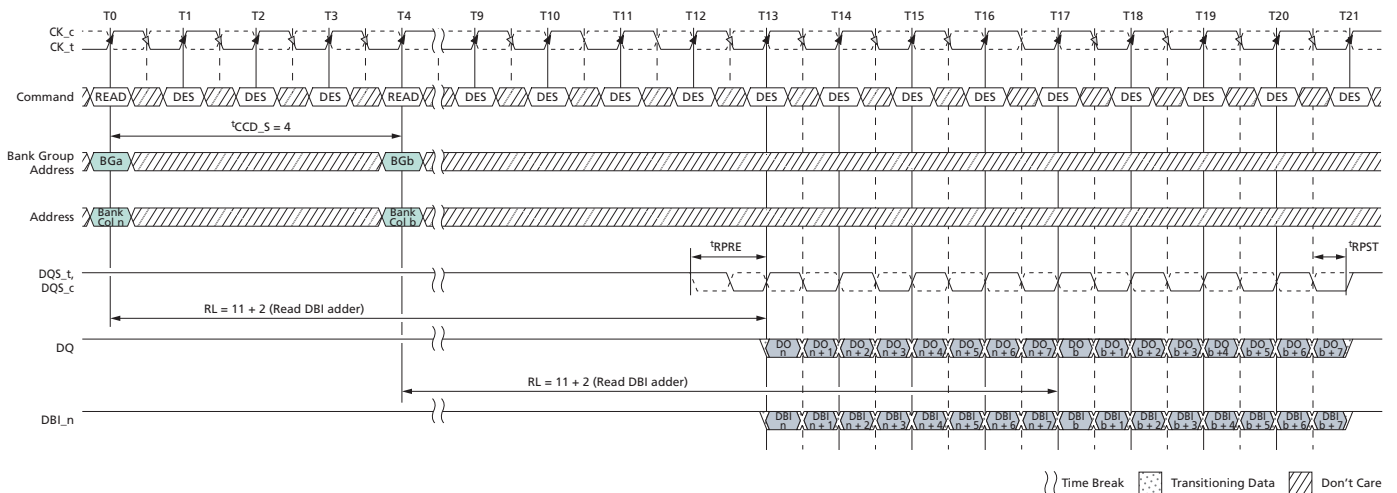 T0 T1 T2 T3 T4 T9 T10 T11 T12 T13 T14 T15 T16 T17 T18 T19 T20 T21
CK_c
CK_t
Command READ DES DES DES READ DES DES DES DES DES DES DES DES DES DES DES DES DES
tCCD_S = 4
Bank Group
Address BGa BGb
Address Bank
Col n Bank
Col b
tRPRE tRPST
DQS_t,
DQS_c
RL = 11 + 2 (Read DBI adder)
DQ DO
n DO
n + 1 DO
n + 2 DO
n + 3 DO
n + 4 DO
n + 5 DO
n + 6 DO
n + 7 DO
b DO
b + 1 DO
b + 2 DO
b + 3 DO
b + 4 DO
b + 5 DO
b + 6 DO
b + 7
RL = 11 + 2 (Read DBI adder)
DBI_n DBI
n DBI
n + 1 DBI
n + 2 DBI
n + 3 DBI
n + 4 DBI
n + 5 DBI
n + 6 DBI
n + 7 DBI
b DBI
b + 1 DBI
b + 2 DBI
b + 3 DBI
b + 4 DBI
b + 5 DBI
b + 6 DBI
b + 7
Time Break Transitioning Data Don't Care